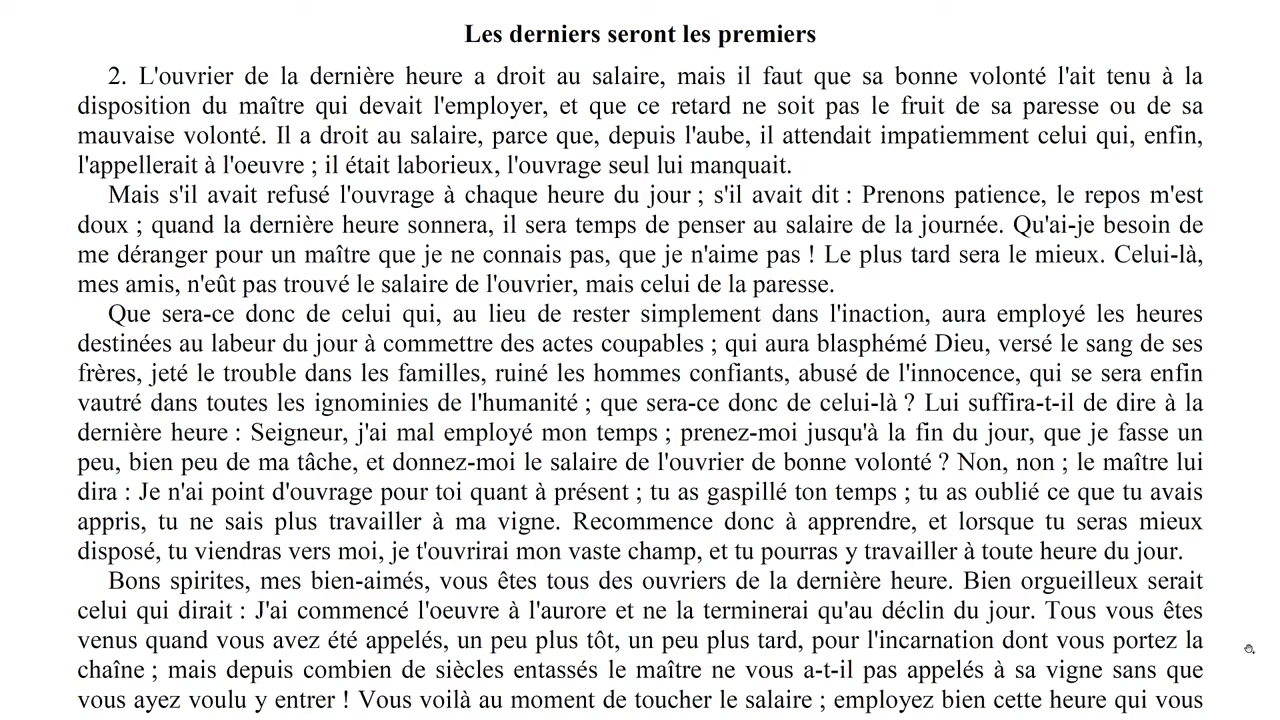 Les derniers seront les premiers
2. L'ouvrier de la dernière heure a droit au salaire, mais il faut que sa bonne volonté l'ait tenu à la
disposition du maître qui devait l'employer, et que ce retard ne soit pas le fruit de sa paresse ou de sa
mauvaise volonté. Il a droit au salaire, parce que, depuis l'aube, il attendait impatiemment celui qui, enfin,
l'appellerait à l'oeuvre ; il était laborieux, l'ouvrage seul lui manquait.
Mais s'il avait refusé l'ouvrage à chaque heure du jour ; s'il avait dit : Prenons patience, le repos m'est
doux ; quand la dernière heure sonnera, il sera temps de penser au salaire de la journée. Qu'ai-je besoin de
me déranger pour un maître que je ne connais pas, que je n'aime pas ! Le plus tard sera le mieux. Celui-là,
mes amis, n'eût pas trouvé le salaire de l'ouvrier, mais celui de la paresse.
Que sera-ce donc de celui qui, au lieu de rester simplement dans l'inaction, aura employé les heures
destinées au labeur du jour à commettre des actes coupables ; qui aura blasphémé Dieu, versé le sang de ses
frères, jeté le trouble dans les familles, ruiné les hommes confiants, abusé de l'innocence, qui se sera enfin
vautré dans toutes les ignominies de l'humanité ; que sera-ce donc de celui-là ? Lui suffira-t-il de dire à la
dernière heure : Seigneur, j'ai mal employé mon temps ; prenez-moi jusqu'à la fin du jour, que je fasse un
peu, bien peu de ma tâche, et donnez-moi le salaire de l'ouvrier de bonne volonté ? Non, non ; le maître lui
dira : Je n'ai point d'ouvrage pour toi quant à présent ; tu as gaspillé ton temps ; tu as oublié ce que tu avais
appris, tu ne sais plus travailler à ma vigne. Recommence donc à apprendre, et lorsque tu seras mieux
disposé, tu viendras vers moi, je t'ouvrirai mon vaste champ, et tu pourras y travailler à toute heure du jour.
Bons spirites, mes bien-aimés, vous êtes tous des ouvriers de la dernière heure. Bien orgueilleux serait
celui qui dirait : J'ai commencé l'oeuvre à l'aurore et ne la terminerai qu'au déclin du jour. Tous vous êtes
venus quand vous avez été appelés, un peu plus tôt, un peu plus tard, pour l'incarnation dont vous portez la
chaîne ; mais depuis combien de siècles entassés le maître ne vous a-t-il pas appelés à sa vigne sans que
vous ayez voulu y entrer ! Vous voilà au moment de toucher le salaire ; employez bien cette heure qui vous